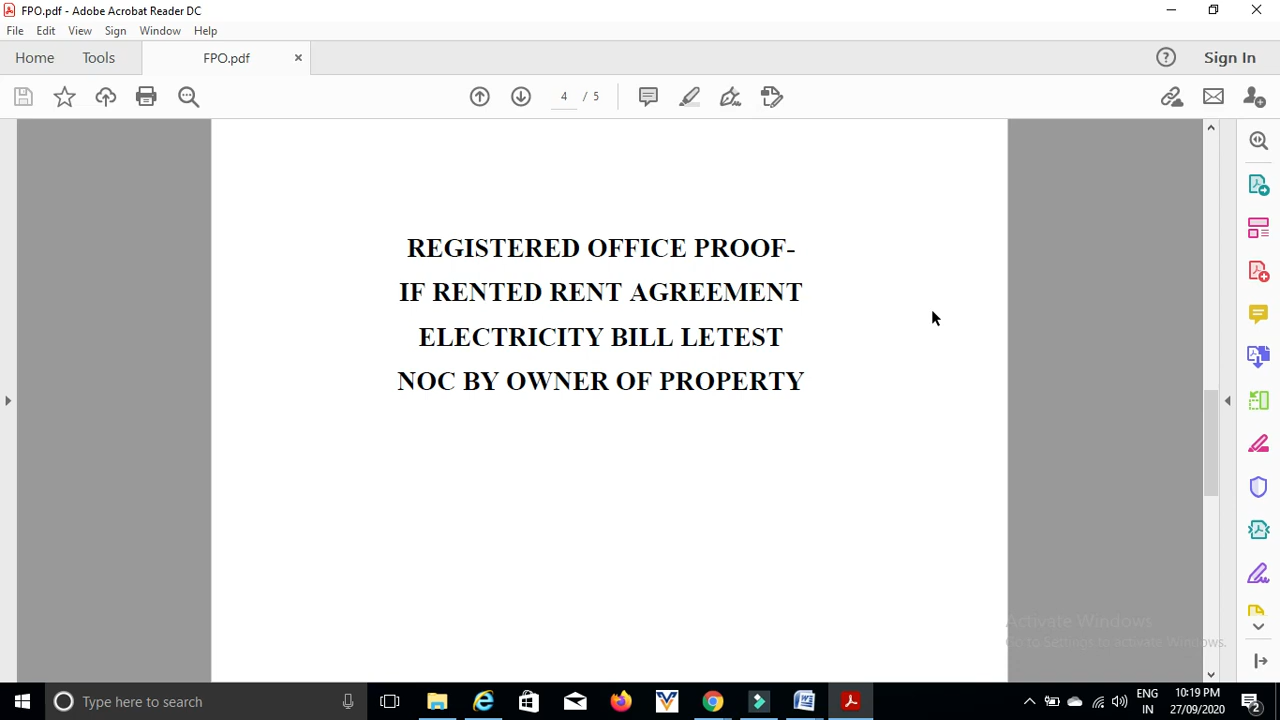 FPO.pdf - Adobe Acrobat Reader DC
File Edit View Sign Window Help
Home Tools FPO.pdf × Sign In
4 / 5
REGISTERED OFFICE PROOF-
IF RENTED RENT AGREEMENT
ELECTRICITY BILL LETEST
NOC BY OWNER OF PROPERTY
Activate Windows
Go to Settings to activate Windows.
Type here to search
ENG
IN
10:19 PM
27/09/2020
2